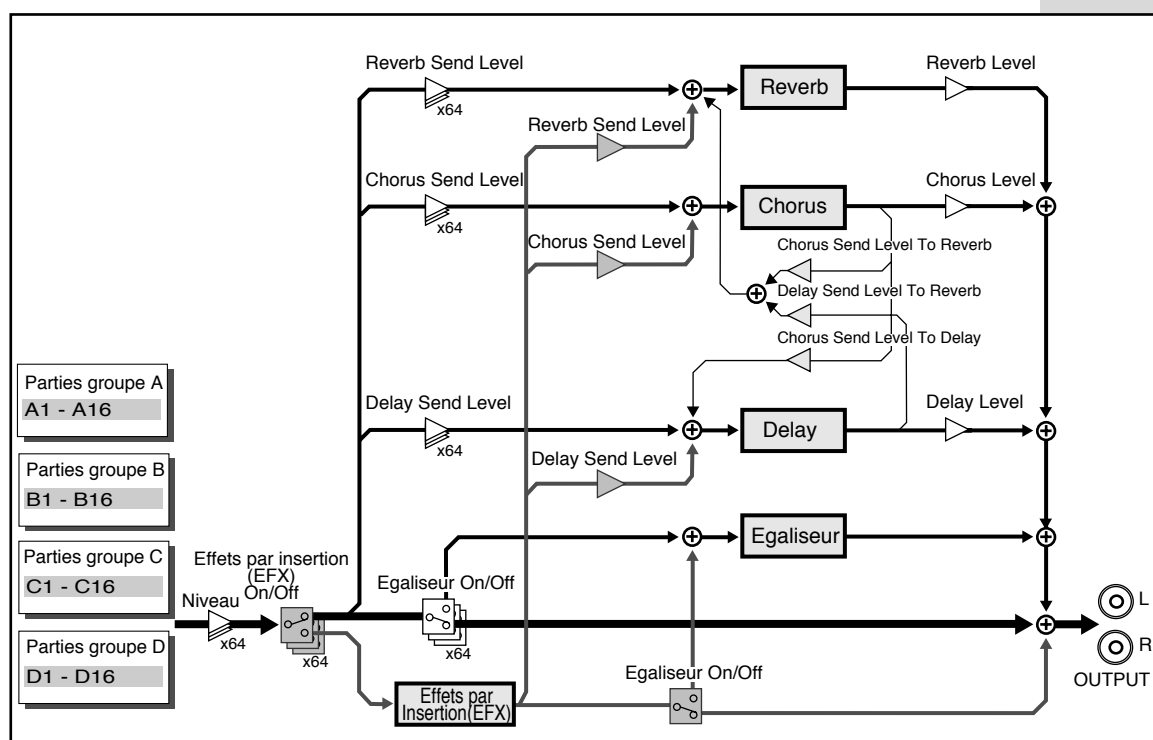 Reverb Send Level
x64
Reverb
Reverb Level
Reverb Send Level
Chorus Send Level
x64
Chorus
Chorus Level
Chorus Send Level
Chorus Send Level To Reverb
Delay Send Level To Reverb
Chorus Send Level To Delay
Parties groupe A
A1 - A16
Delay Send Level
x64
Delay
Delay Level
Delay Send Level
Parties groupe B
B1 - B16
Egaliseur
Parties groupe C
C1 - C16
Effets par insertion
(EFX)
On/Off
Egaliseur On/Off
Niveau
x64
x64
x64
L
R
OUTPUT
Parties groupe D
D1 - D16
Egaliseur On/Off
Effets par
Insertion(EFX)